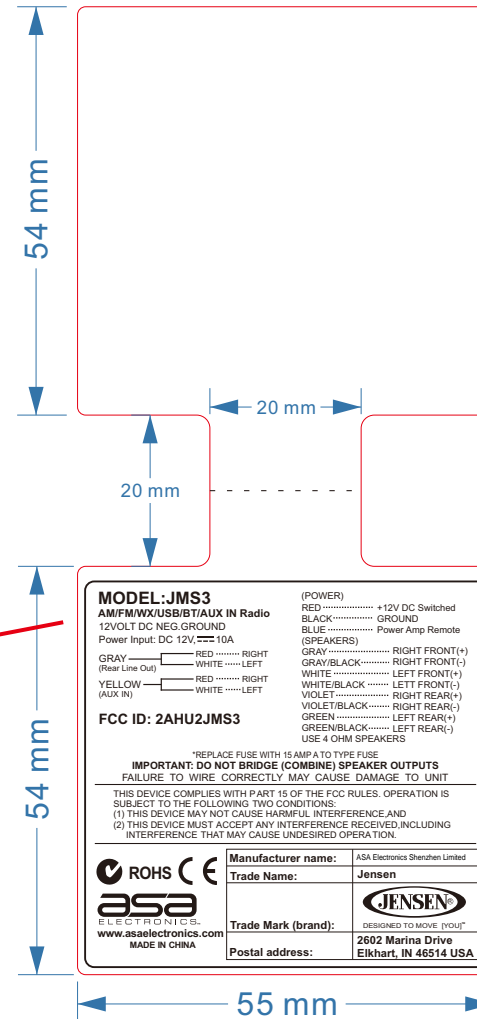 54 mm
20 mm
20 mm
54 mm
MODEL:JMS3
AM/FM/WX/USB/BT/AUX IN Radio
12VOLT DC NEG.GROUND
Power Input: DC 12V, 10A
GRAY RED RIGHT
(Rear Line Out) WHITE LEFT
YELLOW RED RIGHT
(AUX IN) WHITE LEFT
FCC ID: 2AHU2JMS3
(POWER)
RED +12V DC Switched
BLACK GROUND
BLUE Power Amp Remote
(SPEAKERS)
GRAY RIGHT FRONT(+)
GRAY/BLACK RIGHT FRONT(-)
WHITE LEFT FRONT(+)
WHITE/BLACK LETT FRONT(-)
VIOLET RIGHT REAR(+)
VIOLET/BLACK RIGHT REAR(-)
GREEN LEFT REAR(+)
GREEN/BLACK LEFT REAR(-)
USE 4 OHM SPEAKERS
*REPLACE FUSE WITH 15 AMP A TO TYPE FUSE
IMPORTANT: DO NOT BRIDGE (COMBINE) SPEAKER OUTPUTS
FAILURE TO WIRE CORRECTLY MAY CAUSE DAMAGE TO UNIT
THIS DEVICE COMPLIES WITH PART 15 OF THE FCC RULES. OPERATION IS
SUBJECT TO THE FOLLOWING TWO CONDITIONS:
(1) THIS DEVICE MAY NOT CAUSE HARMFUL INTERFERENCE,AND
(2) THIS DEVICE MUST ACCEPT ANY INTERFERENCE RECEIVED,INCLUDING
INTERFERENCE THAT MAY CAUSE UNDESIRED OPERATION.
ROHS CE
asa
ELECTRONICS™
www.asaelectronics.com
MADE IN CHINA
Manufacturer name: ASA Electronics Shenzhen Limited
Trade Name: Jensen
JENSEN®
Trade Mark (brand): DESIGNED TO MOVE [YOU]™
Postal address: 2602 Marina Drive
Elkhart, IN 46514 USA
55 mm